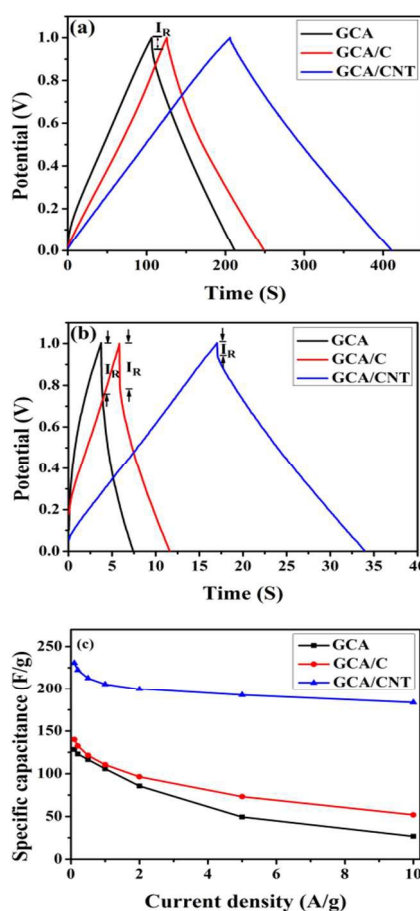 (a)
I_R
GCA
GCA/C
GCA/CNT
Potential (V)
1.0
0.8
0.6
0.4
0.2
0.0
0 100 200 300 400
Time (S)
(b)
I_R
I_R
I_R
GCA
GCA/C
GCA/CNT
Potential (V)
1.0
0.8
0.6
0.4
0.2
0.0
0 5 10 15 20 25 30 35 40
Time (S)
(c)
GCA
GCA/C
GCA/CNT
Specific capacitance (F/g)
250
200
150
100
50
0
0 2 4 6 8 10
Current density (A/g)